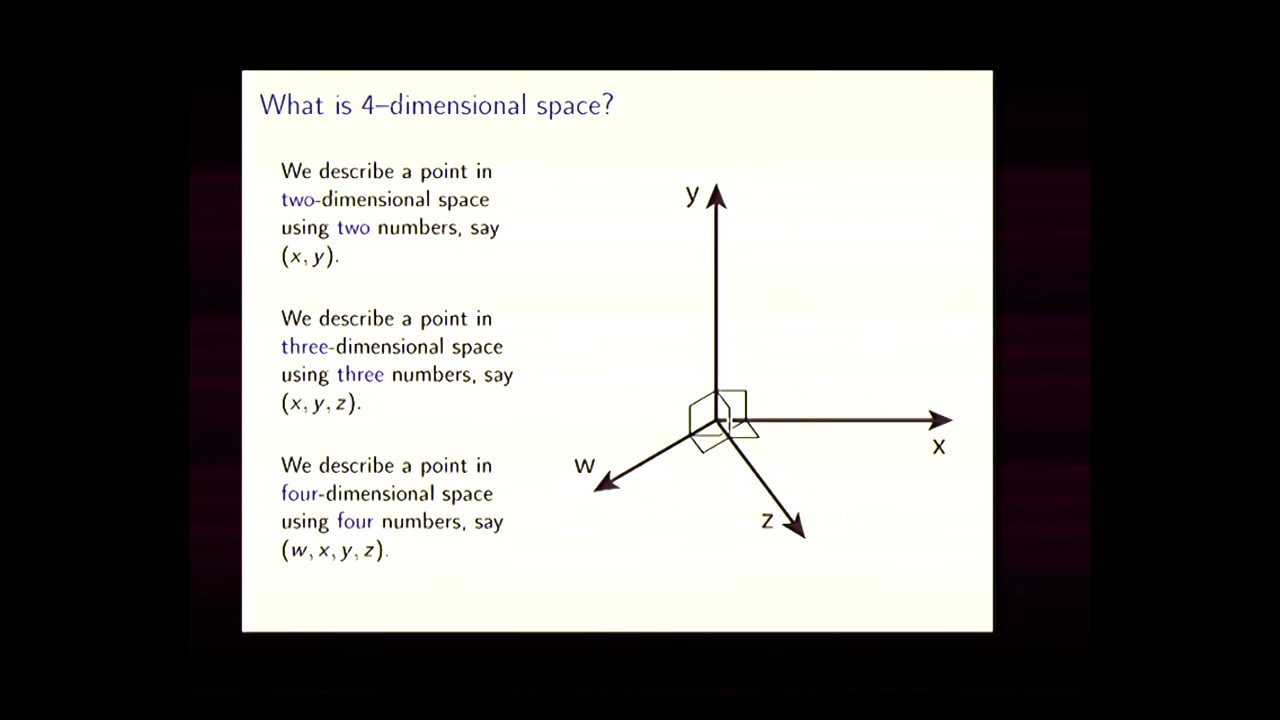 What is 4–dimensional space?
We describe a point in
two-dimensional space
using two numbers, say
(x, y).
We describe a point in
three-dimensional space
using three numbers, say
(x, y, z).
We describe a point in
four-dimensional space
using four numbers, say
(w, x, y, z).
y
x
w
z